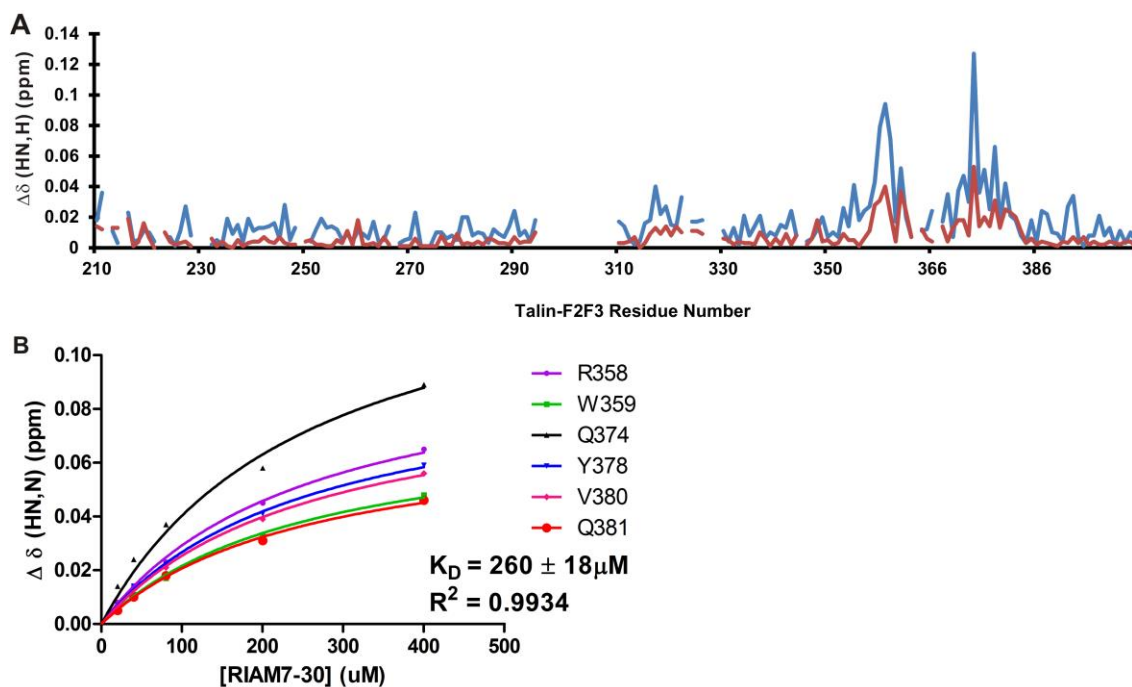 A
Δδ (HN,H) (ppm)
0.14
0.12
0.1
0.08
0.06
0.04
0.02
0
210 230 250 270 290 310 330 350 366 386
Talin-F2F3 Residue Number
B
Δ δ (HN,N) (ppm)
0.10
0.08
0.06
0.04
0.02
0.00
0 100 200 300 400 500
[RIAM7-30] (uM)
R358
W359
Q374
Y378
V380
Q381
K_D = 260 ± 18μM
R² = 0.9934